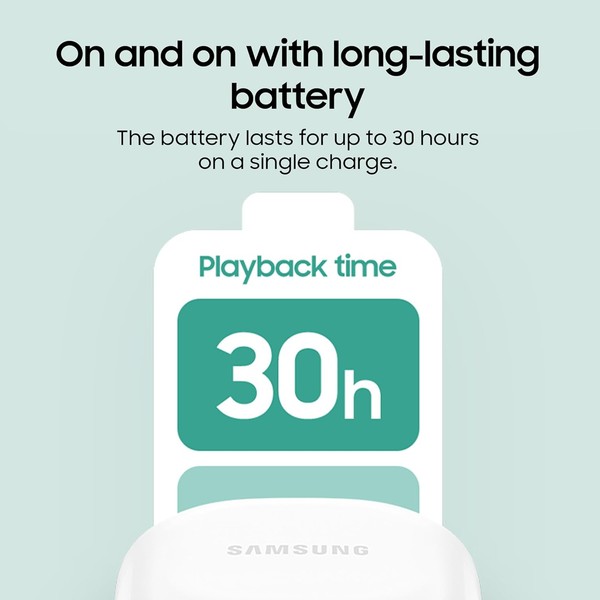 On and on with long-lasting
battery
The battery lasts for up to 30 hours
on a single charge.
Playback time
30h
SAMSUNG